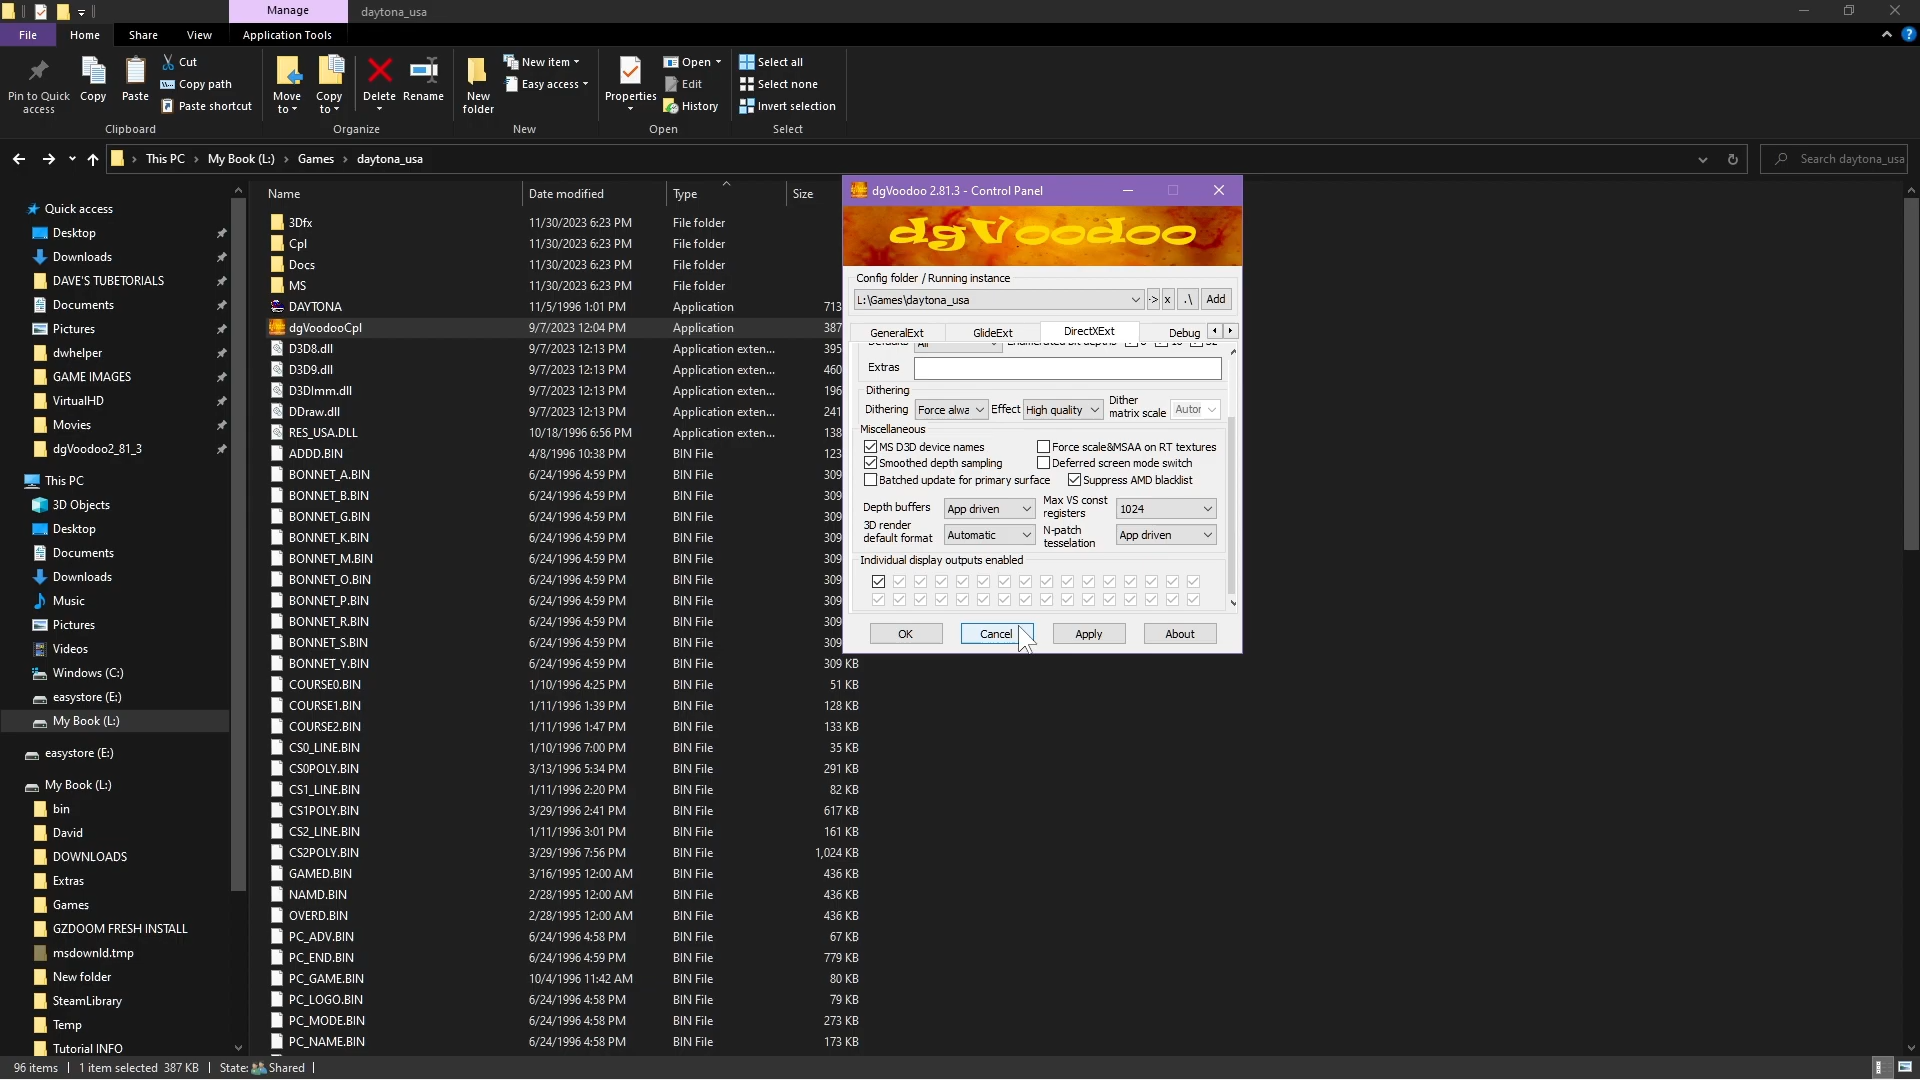 Manage
daytona_usa
File
Home
Share
View
Application Tools
Pin to Quick access
Copy
Paste
Cut
Copy path
Paste shortcut
Clipboard
Move to
Copy to
Delete
Rename
Organize
New folder
New item
Easy access
New
Properties
Open
Edit
History
Open
Select all
Select none
Invert selection
Select
This PC
My Book (L:)
Games
daytona_usa
Search daytona_usa
Quick access
Desktop
Downloads
DAVE'S TUBETORIALS
Documents
Pictures
dwhelper
GAME IMAGES
VirtualHD
Movies
dgVoodoo2_81_3
This PC
3D Objects
Desktop
Documents
Downloads
Music
Pictures
Videos
Windows (C:)
easystore (E:)
My Book (L:)
easystore (E:)
My Book (L:)
bin
David
DOWNLOADS
Extras
Games
GZDOOM FRESH INSTALL
msdownld.tmp
New folder
SteamLibrary
Temp
Tutorial INFO
Name Date modified Type Size
3Dfx 11/30/2023 6:23 PM File folder
Cpl 11/30/2023 6:23 PM File folder
Docs 11/30/2023 6:23 PM File folder
MS 11/30/2023 6:23 PM File folder
DAYTONA 11/5/1996 1:01 PM Application 713
dgVoodooCpl 9/7/2023 12:04 PM Application 387
D3D8.dll 9/7/2023 12:13 PM Application exten... 395
D3D9.dll 9/7/2023 12:13 PM Application exten... 460
D3DImm.dll 9/7/2023 12:13 PM Application exten... 196
DDraw.dll 9/7/2023 12:13 PM Application exten... 241
RES_USA.DLL 10/18/1996 6:56 PM Application exten... 138
ADDD.BIN 4/8/1996 10:38 PM BIN File 123
BONNET_A.BIN 6/24/1996 4:59 PM BIN File 309
BONNET_B.BIN 6/24/1996 4:59 PM BIN File 309
BONNET_G.BIN 6/24/1996 4:59 PM BIN File 309
BONNET_K.BIN 6/24/1996 4:59 PM BIN File 309
BONNET_M.BIN 6/24/1996 4:59 PM BIN File 309
BONNET_O.BIN 6/24/1996 4:59 PM BIN File 309
BONNET_P.BIN 6/24/1996 4:59 PM BIN File 309
BONNET_R.BIN 6/24/1996 4:59 PM BIN File 309
BONNET_S.BIN 6/24/1996 4:59 PM BIN File 309
BONNET_Y.BIN 6/24/1996 4:59 PM BIN File 309 KB
COURSE0.BIN 1/10/1996 4:25 PM BIN File 51 KB
COURSE1.BIN 1/11/1996 1:39 PM BIN File 128 KB
COURSE2.BIN 1/11/1996 1:47 PM BIN File 133 KB
CS0_LINE.BIN 1/10/1996 7:00 PM BIN File 35 KB
CS0POLY.BIN 3/13/1996 5:34 PM BIN File 291 KB
CS1_LINE.BIN 1/11/1996 2:20 PM BIN File 82 KB
CS1POLY.BIN 3/29/1996 2:41 PM BIN File 617 KB
CS2_LINE.BIN 1/11/1996 3:01 PM BIN File 161 KB
CS2POLY.BIN 3/29/1996 7:56 PM BIN File 1,024 KB
GAMED.BIN 3/16/1995 12:00 AM BIN File 436 KB
NAMD.BIN 2/28/1995 12:00 AM BIN File 436 KB
OVERD.BIN 2/28/1995 12:00 AM BIN File 436 KB
PC_ADV.BIN 6/24/1996 4:58 PM BIN File 67 KB
PC_END.BIN 6/24/1996 4:59 PM BIN File 779 KB
PC_GAME.BIN 10/4/1996 11:42 AM BIN File 80 KB
PC_LOGO.BIN 6/24/1996 4:58 PM BIN File 79 KB
PC_MODE.BIN 6/24/1996 4:58 PM BIN File 273 KB
PC_NAME.BIN 6/24/1996 4:58 PM BIN File 173 KB
dgVoodoo 2.81.3 - Control Panel
dgVoodoo
Config folder / Running instance
L:\Games\daytona_usa -> x .\ Add
GeneralExt GlideExt DirectXExt Debug
Extras
Dithering
Dithering Force alwa Effect High quality Dither matrix scale Autor
Miscellaneous
MS D3D device names Force scale&MSAA on RT textures
Smoothed depth sampling Deferred screen mode switch
Batched update for primary surface Suppress AMD blacklist
Depth buffers App driven Max VS const registers 1024
3D render default format Automatic N-patch tesselation App driven
Individual display outputs enabled
OK Cancel Apply About
96 items 1 item selected 387 KB State: Shared